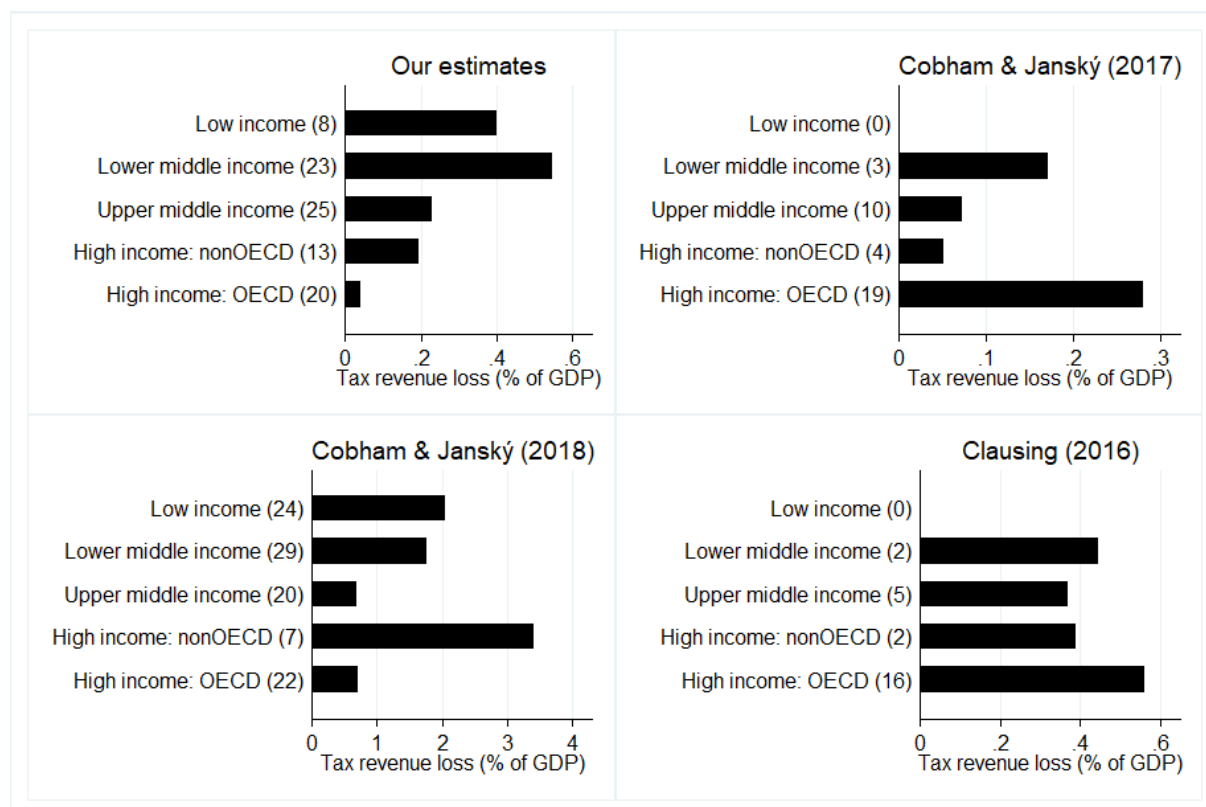 Our estimates
Low income (8)
Lower middle income (23)
Upper middle income (25)
High income: nonOECD (13)
High income: OECD (20)
0 .2 .4 .6
Tax revenue loss (% of GDP)
Cobham & Janský (2017)
Low income (0)
Lower middle income (3)
Upper middle income (10)
High income: nonOECD (4)
High income: OECD (19)
0 .1 .2 .3
Tax revenue loss (% of GDP)
Cobham & Janský (2018)
Low income (24)
Lower middle income (29)
Upper middle income (20)
High income: nonOECD (7)
High income: OECD (22)
0 1 2 3 4
Tax revenue loss (% of GDP)
Clausing (2016)
Low income (0)
Lower middle income (2)
Upper middle income (5)
High income: nonOECD (2)
High income: OECD (16)
0 .2 .4 .6
Tax revenue loss (% of GDP)